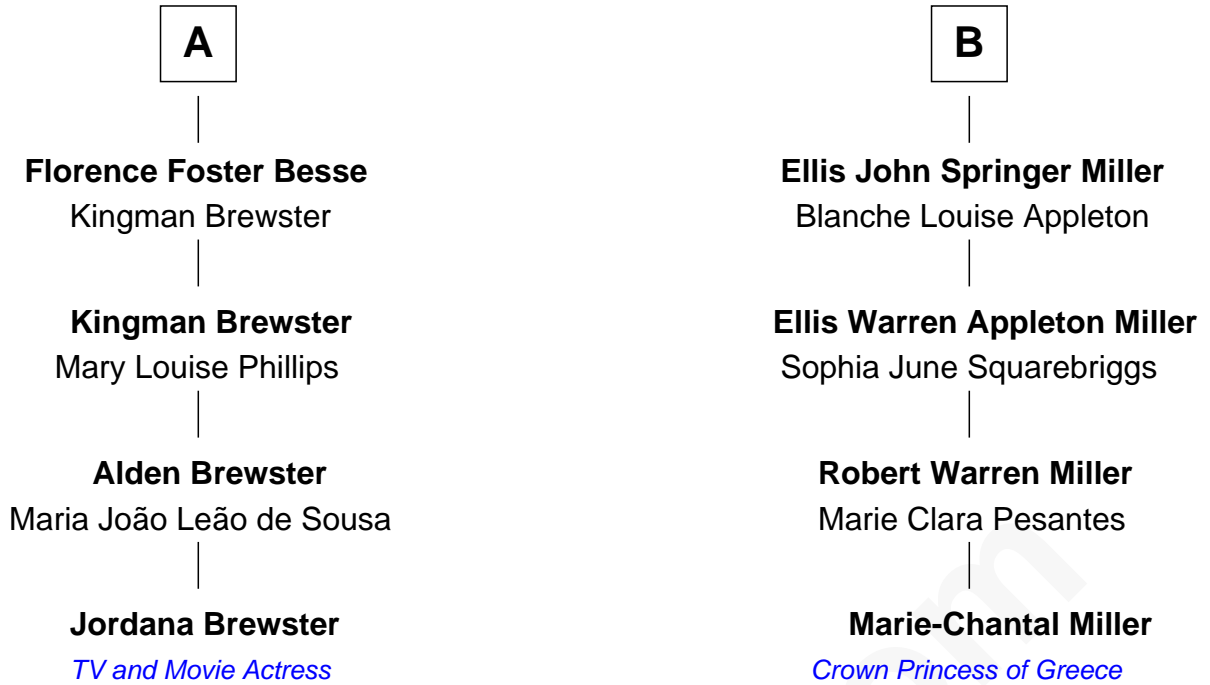 A
Florence Foster Besse
Kingman Brewster
Kingman Brewster
Mary Louise Phillips
Alden Brewster
Maria João Leão de Sousa
Jordana Brewster
TV and Movie Actress
B
Ellis John Springer Miller
Blanche Louise Appleton
Ellis Warren Appleton Miller
Sophia June Squarebriggs
Robert Warren Miller
Marie Clara Pesantes
Marie-Chantal Miller
Crown Princess of Greece